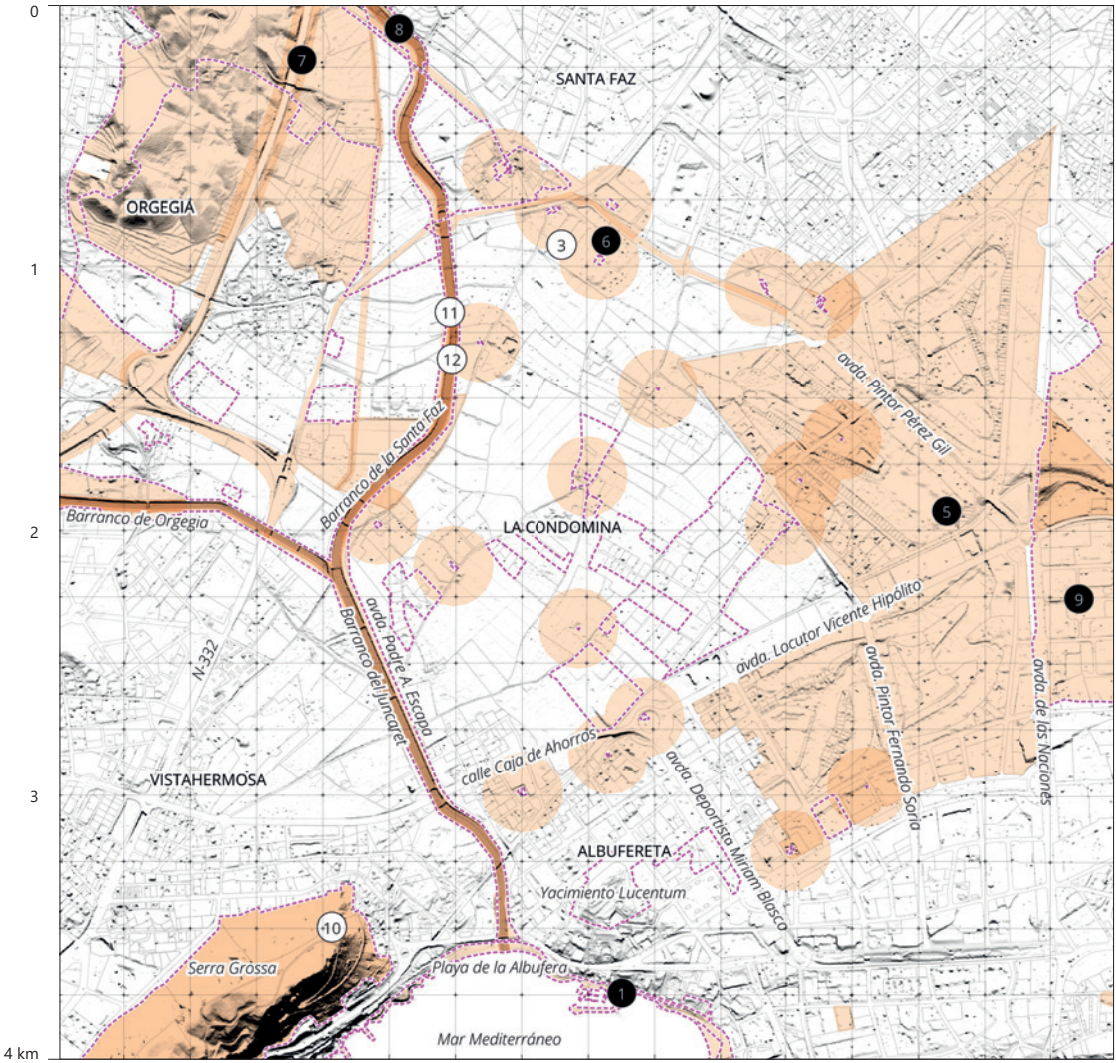 0
8
7
SANTA FAZ
ORGEGIÁ
3
6
1
11
12
avda. Pintor Pérez Gil
Barranco de la Santa Faz
Barranco de Orgegia
LA CONDOMINA
5
2
9
avda. Locutor Vicente Hipólito
avda. Padre A. Escapa
Barranco del Juncaret
N-332
avda. Pintor Fernando Soria
avda. de las Naciones
calle Caja de Ahorros
avda. Deportista Miriam Blasco
VISTAHERMOSA
3
ALBUFERETA
Yacimiento Lucentum
10
Serra Grossa
Playa de la Albufera
1
Mar Mediterráneo
4 km